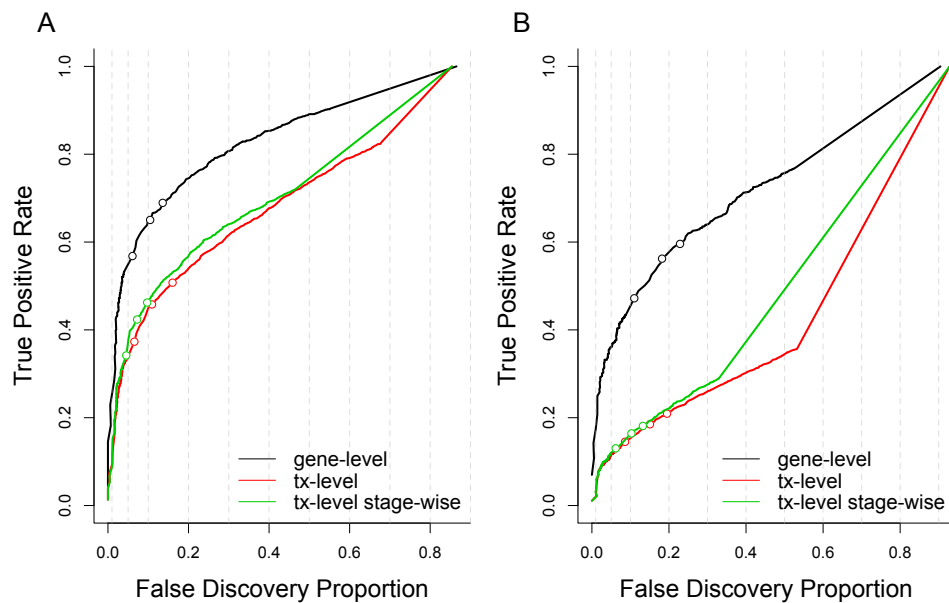 A
True Positive Rate
0.0 0.2 0.4 0.6 0.8 1.0
gene-level
tx-level
tx-level stage-wise
0.0 0.2 0.4 0.6 0.8
False Discovery Proportion
B
True Positive Rate
0.0 0.2 0.4 0.6 0.8 1.0
gene-level
tx-level
tx-level stage-wise
0.0 0.2 0.4 0.6 0.8
False Discovery Proportion